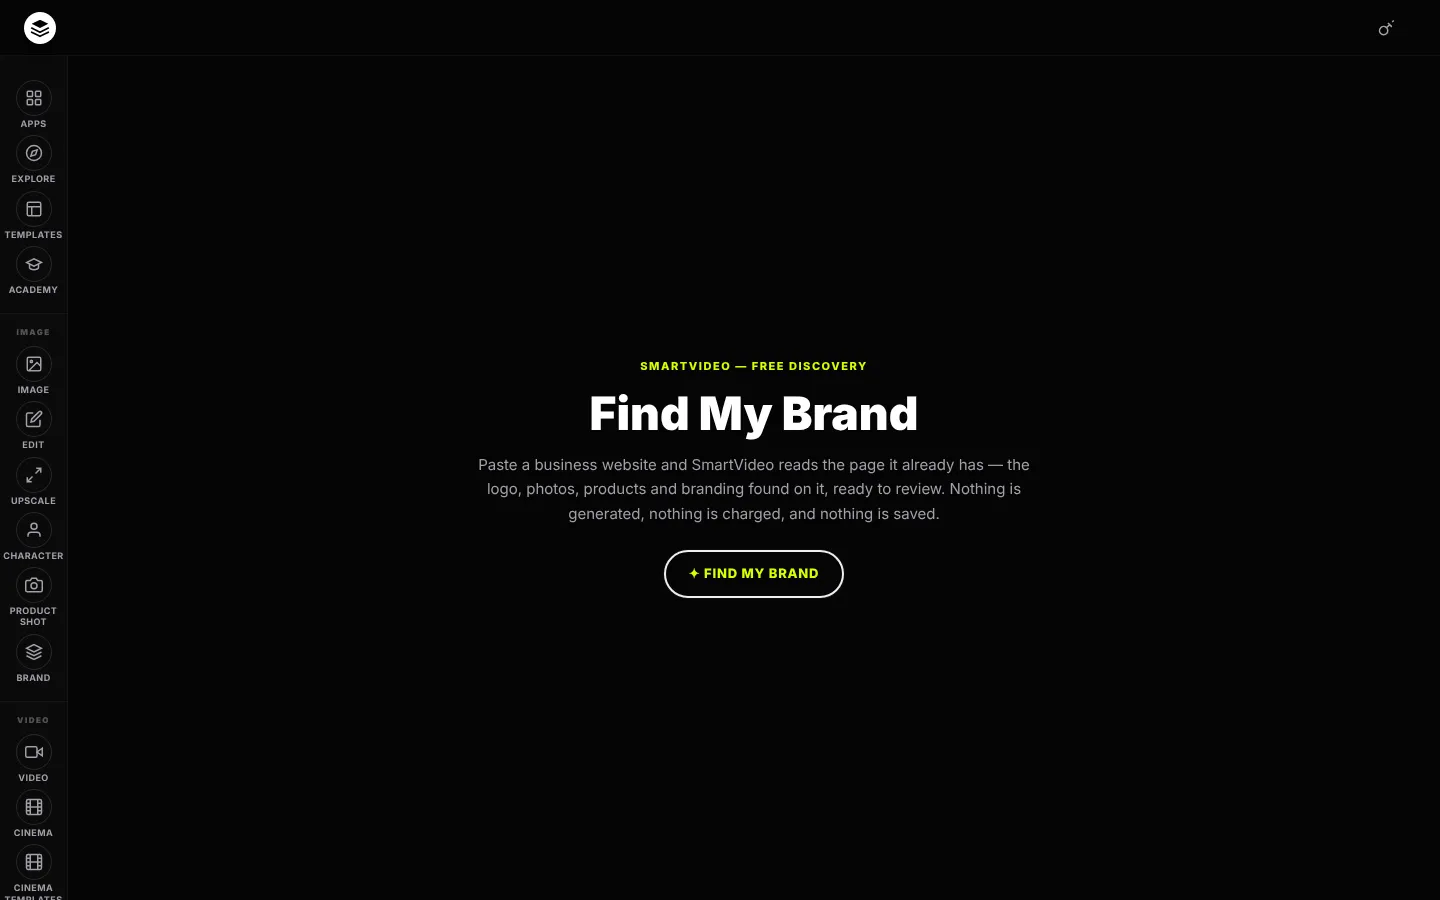 APPS
EXPLORE
TEMPLATES
ACADEMY
IMAGE
IMAGE
EDIT
UPSCALE
CHARACTER
PRODUCT
SHOT
BRAND
VIDEO
VIDEO
CINEMA
CINEMA
TEMPLATES
SMARTVIDEO — FREE DISCOVERY
Find My Brand
Paste a business website and SmartVideo reads the page it already has — the
logo, photos, products and branding found on it, ready to review. Nothing is
generated, nothing is charged, and nothing is saved.
✦ FIND MY BRAND